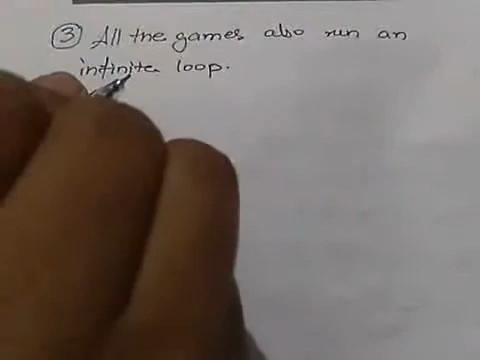 ③ All the games also run an
infinite loop.